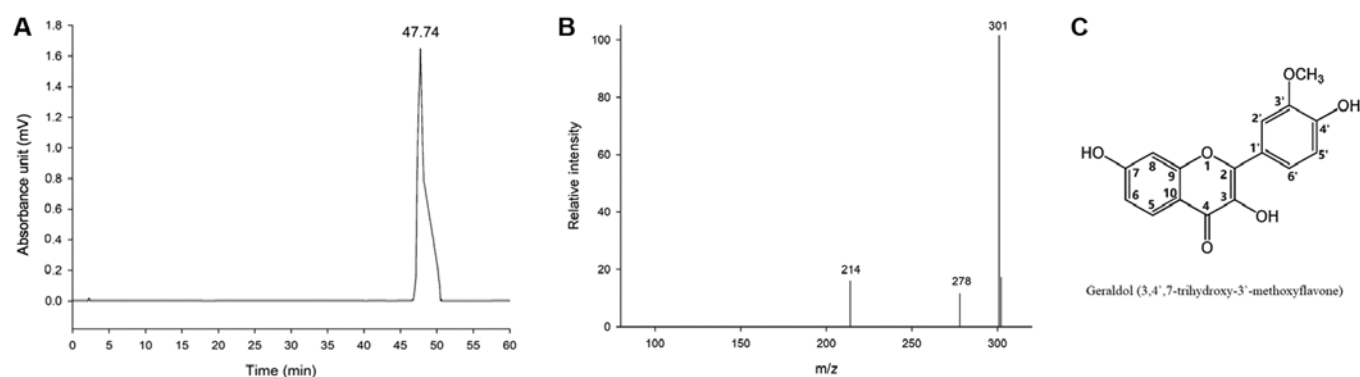 A
47.74
1.8
1.6
1.4
1.2
1.0
0.8
0.6
0.4
0.2
0.0
Absorbance unit (mV)
0 5 10 15 20 25 30 35 40 45 50 55 60
Time (min)
B
301
100
80
60
40
20
0
Relative intensity
214
278
100 150 200 250 300
m/z
C
OCH3
3'
OH
2'
4'
1'
5'
6'
HO
O
1
8
7
9
2
10
6
3
5
4
OH
O
Geraldol (3,4`,7-trihydroxy-3`-methoxyflavone)